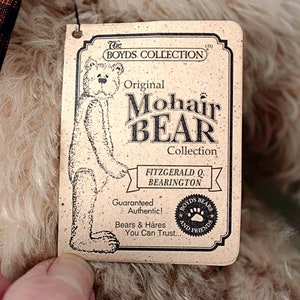 The
BOYDS COLLECTION LTD
Original
Mohair
BEAR
Collection
FITZGERALD Q.
BEARINGTON
Guaranteed
Authentic!
Bears & Hares
You Can Trust...
BOYDS BEARS
AND FRIENDS